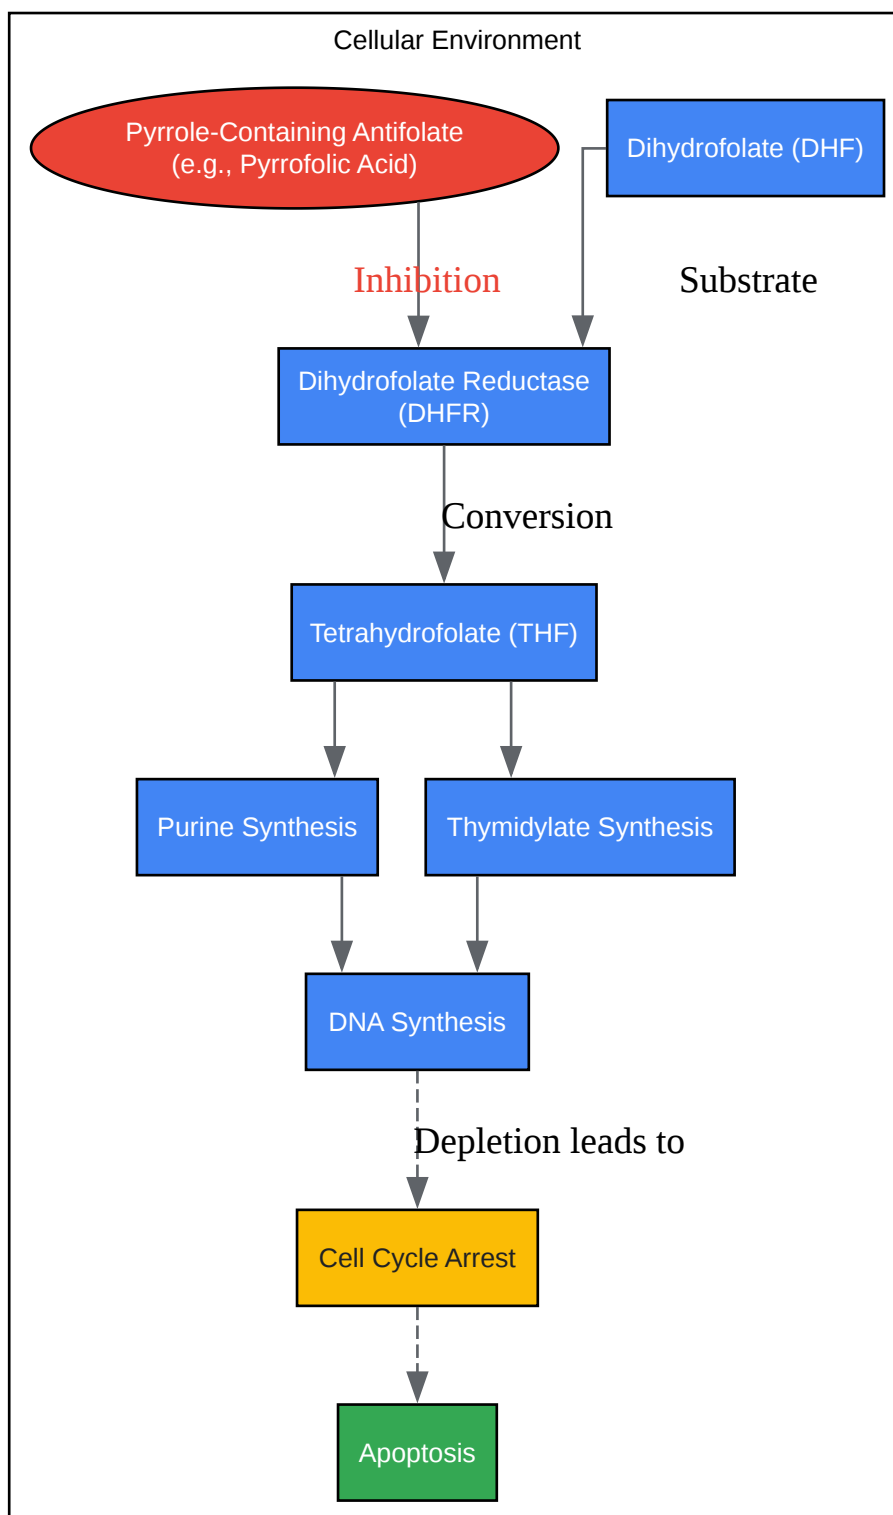 Cellular Environment
Pyrrole-Containing Antifolate
(e.g., Pyrrofolic Acid)
Dihydrofolate (DHF)
Inhibition
Substrate
Dihydrofolate Reductase
(DHFR)
Conversion
Tetrahydrofolate (THF)
Purine Synthesis
Thymidylate Synthesis
DNA Synthesis
Depletion leads to
Cell Cycle Arrest
Apoptosis